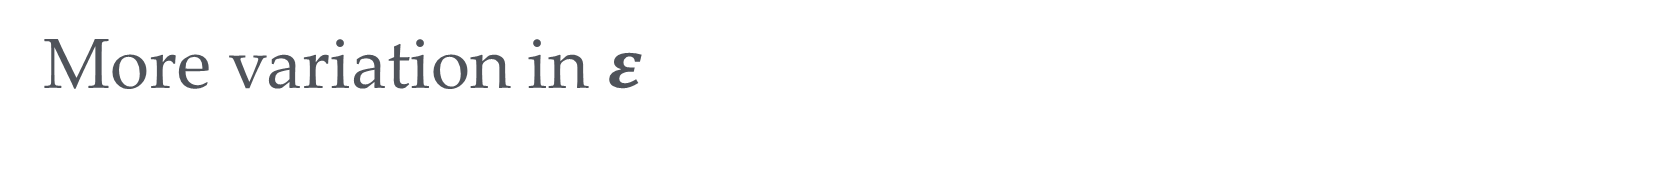 More variation in ε